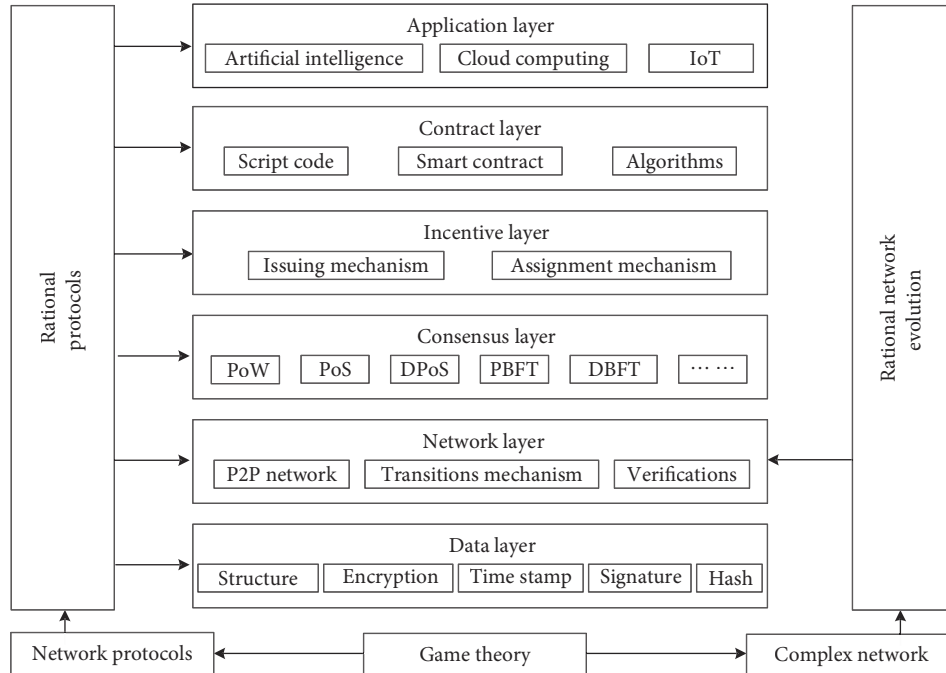 Application layer
Artificial intelligence
Cloud computing
IoT
Contract layer
Script code
Smart contract
Algorithms
Incentive layer
Issuing mechanism
Assignment mechanism
Rational
protocols
Rational network
evolution
Consensus layer
PoW
PoS
DPoS
PBFT
DBFT
... ...
Network layer
P2P network
Transitions mechanism
Verifications
Data layer
Structure
Encryption
Time stamp
Signature
Hash
Network protocols
Game theory
Complex network